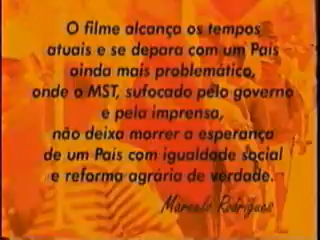 O filme alcança os tempos
atuais e se depara com um País
ainda mais problemático,
onde o MST, sufocado pelo governo
e pela imprensa,
não deixa morrer a esperança
de um País com igualdade social
e reforma agrária de verdade.
Marcelo Rodrigues